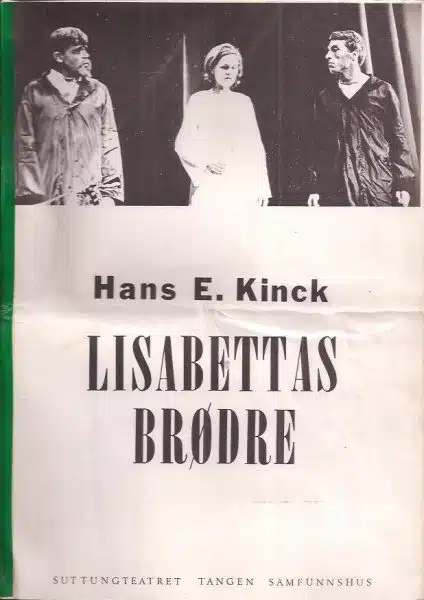 Hans E. Kinck
LISABETTAS
BRØDRE
SUTTUNGTEATRET TANGEN SAMFUNNSHUS